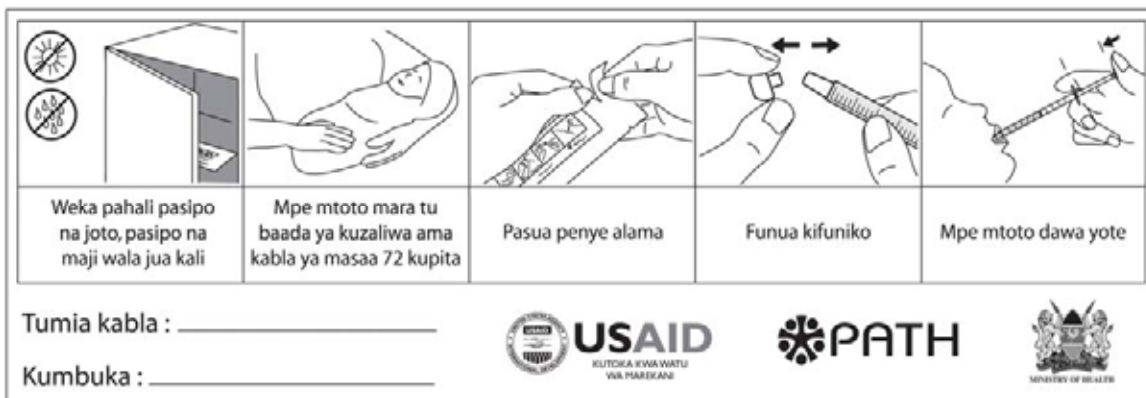 Weka pahali pasipo
na joto, pasipo na
maji wala jua kali
Mpe mtoto mara tu
baada ya kuzaliwa ama
kabla ya masaa 72 kupita
Pasua penye alama
Funua kifuniko
Mpe mtoto dawa yote
Tumia kabla :
Kumbuka :
USAID
USAID
KUTOKA KWA WATU
WA MAREKANI
PATH
MINISTRY OF HEALTH